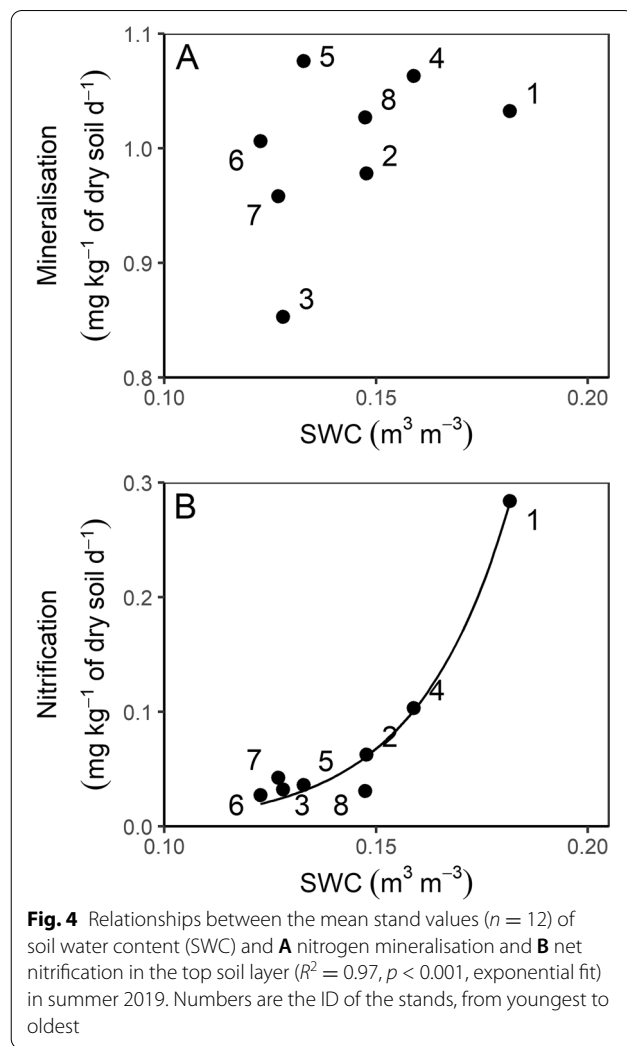 A
5
4
8
1
6
2
7
3
1.1
1.0
0.9
0.8
Mineralisation
(mg kg⁻¹ of dry soil d⁻¹)
0.10
0.15
0.20
SWC (m³ m⁻³)
B
1
4
2
7
5
6
3
8
0.3
0.2
0.1
0.0
Nitrification
(mg kg⁻¹ of dry soil d⁻¹)
0.10
0.15
0.20
SWC (m³ m⁻³)
Fig. 4 Relationships between the mean stand values (n = 12) of
soil water content (SWC) and A nitrogen mineralisation and B net
nitrification in the top soil layer (R² = 0.97, p < 0.001, exponential fit)
in summer 2019. Numbers are the ID of the stands, from youngest to
oldest